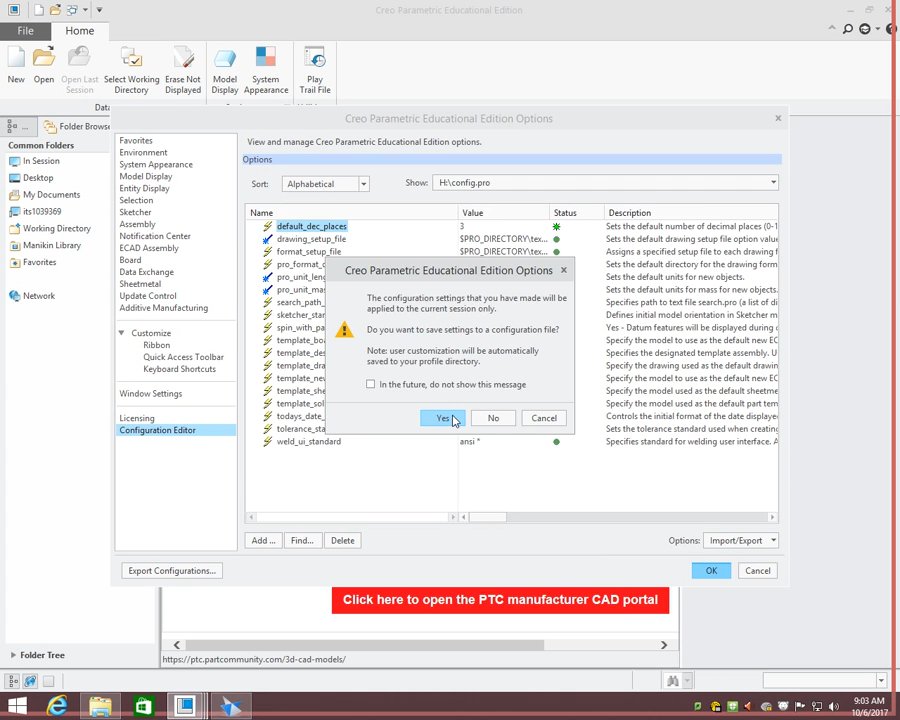 Creo Parametric Educational Edition
File
Home
New
Open
Open Last
Session
Select Working
Directory
Erase Not
Displayed
Model
Display
System
Appearance
Play
Trail File
Creo Parametric Educational Edition Options
...
Folder Browse
Common Folders
In Session
Desktop
My Documents
its1039369
Working Directory
Manikin Library
Favorites
Network
Favorites
Environment
System Appearance
Model Display
Entity Display
Selection
Sketcher
Assembly
Notification Center
ECAD Assembly
Board
Data Exchange
Sheetmetal
Update Control
Additive Manufacturing
Customize
Ribbon
Quick Access Toolbar
Keyboard Shortcuts
Window Settings
Licensing
Configuration Editor
View and manage Creo Parametric Educational Edition options.
Options
Sort:
Alphabetical
Show:
H:\config.pro
Name
Value
Status
Description
default_dec_places
3
Sets the default number of decimal places (0-1
drawing_setup_file
$PRO_DIRECTORY\tex...
Sets the default drawing setup file option value
format_setup_file
$PRO_DIRECTORY\tex...
Assigns a specified setup file to each drawing f
Sets the default directory for the drawing form
Sets the default units for new objects.
Sets the default units for mass for new objects.
Specifies path to text file search.pro (a list of di
Defines initial model orientation in Sketcher m
Yes - Datum features will be displayed during d
Specify the model to use as the default new EC
Specifies the designated template assembly. U
Specify the drawing used as the default drawin
Specify the model to use as the default new EC
Specify the model used as the default sheetme
Specify the model used as the default part tem
Controls the initial format of the date displayed
Sets the tolerance standard used when creating
weld_ui_standard
ansi *
Specifies standard for welding user interface. A
Creo Parametric Educational Edition Options
The configuration settings that you have made will be
applied to the current session only.
Do you want to save settings to a configuration file?
Note: user customization will be automatically
saved to your profile directory.
In the future, do not show this message
Yes
No
Cancel
Add ...
Find...
Delete
Options:
Import/Export
Export Configurations...
OK
Cancel
Click here to open the PTC manufacturer CAD portal
Folder Tree
https://ptc.partcommunity.com/3d-cad-models/
9:03 AM
10/6/2017